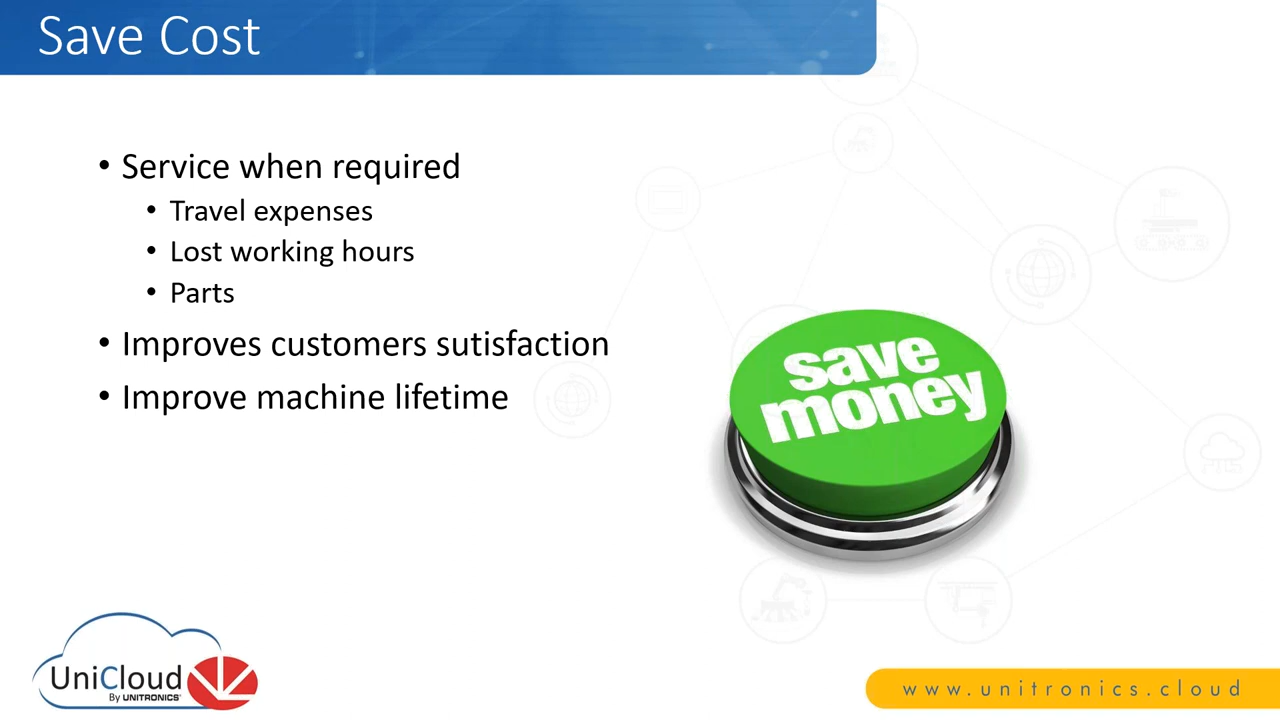 Save Cost
• Service when required
• Travel expenses
• Lost working hours
• Parts
• Improves customers sutisfaction
• Improve machine lifetime
save
money
UniCloud
By UNITRONICS
www.unitronics.cloud